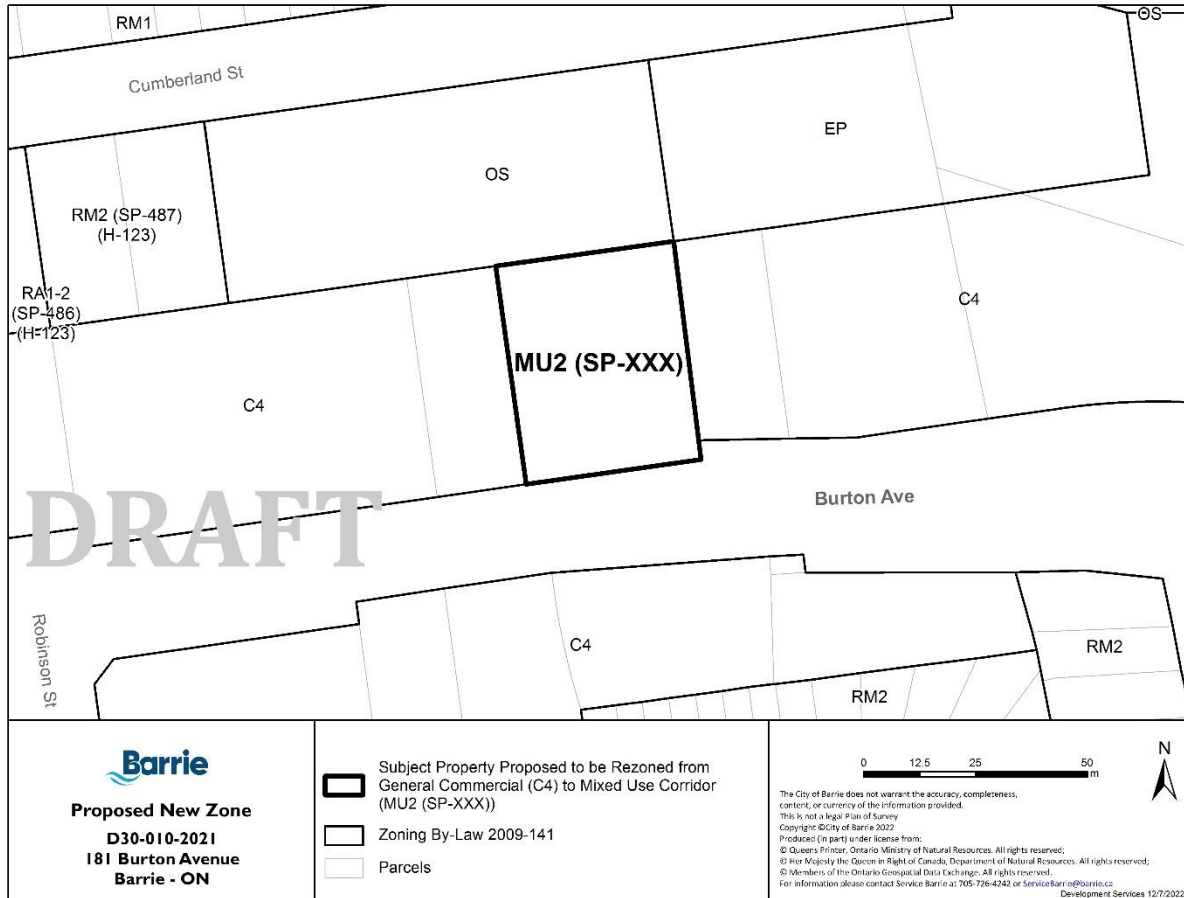 RM1
OS
Cumberland St
EP
OS
RM2 (SP-487)
(H-123)
RA1-2
(SP-486)
(H-123)
C4
MU2 (SP-XXX)
C4
DRAFT
Burton Ave
Robinson St
C4
RM2
RM2
Barrie
Proposed New Zone
D30-010-2021
181 Burton Avenue
Barrie - ON
Subject Property Proposed to be Rezoned from
General Commercial (C4) to Mixed Use Corridor
(MU2 (SP-XXX))
Zoning By-Law 2009-141
Parcels
0 12.5 25 50
m
N
The City of Barrie does not warrant the accuracy, completeness,
content, or currency of the information provided.
This is not a legal Plan of Survey
Copyright ©City of Barrie 2022
Produced (in part) under license from:
© Queens Printer, Ontario Ministry of Natural Resources. All rights reserved;
© Her Majesty the Queen in Right of Canada, Department of Natural Resources. All rights reserved;
© Members of the Ontario Geospatial Data Exchange. All rights reserved.
For information please contact Service Barrie at 705-726-4242 or ServiceBarrie@barrie.ca
Development Services 12/7/2022